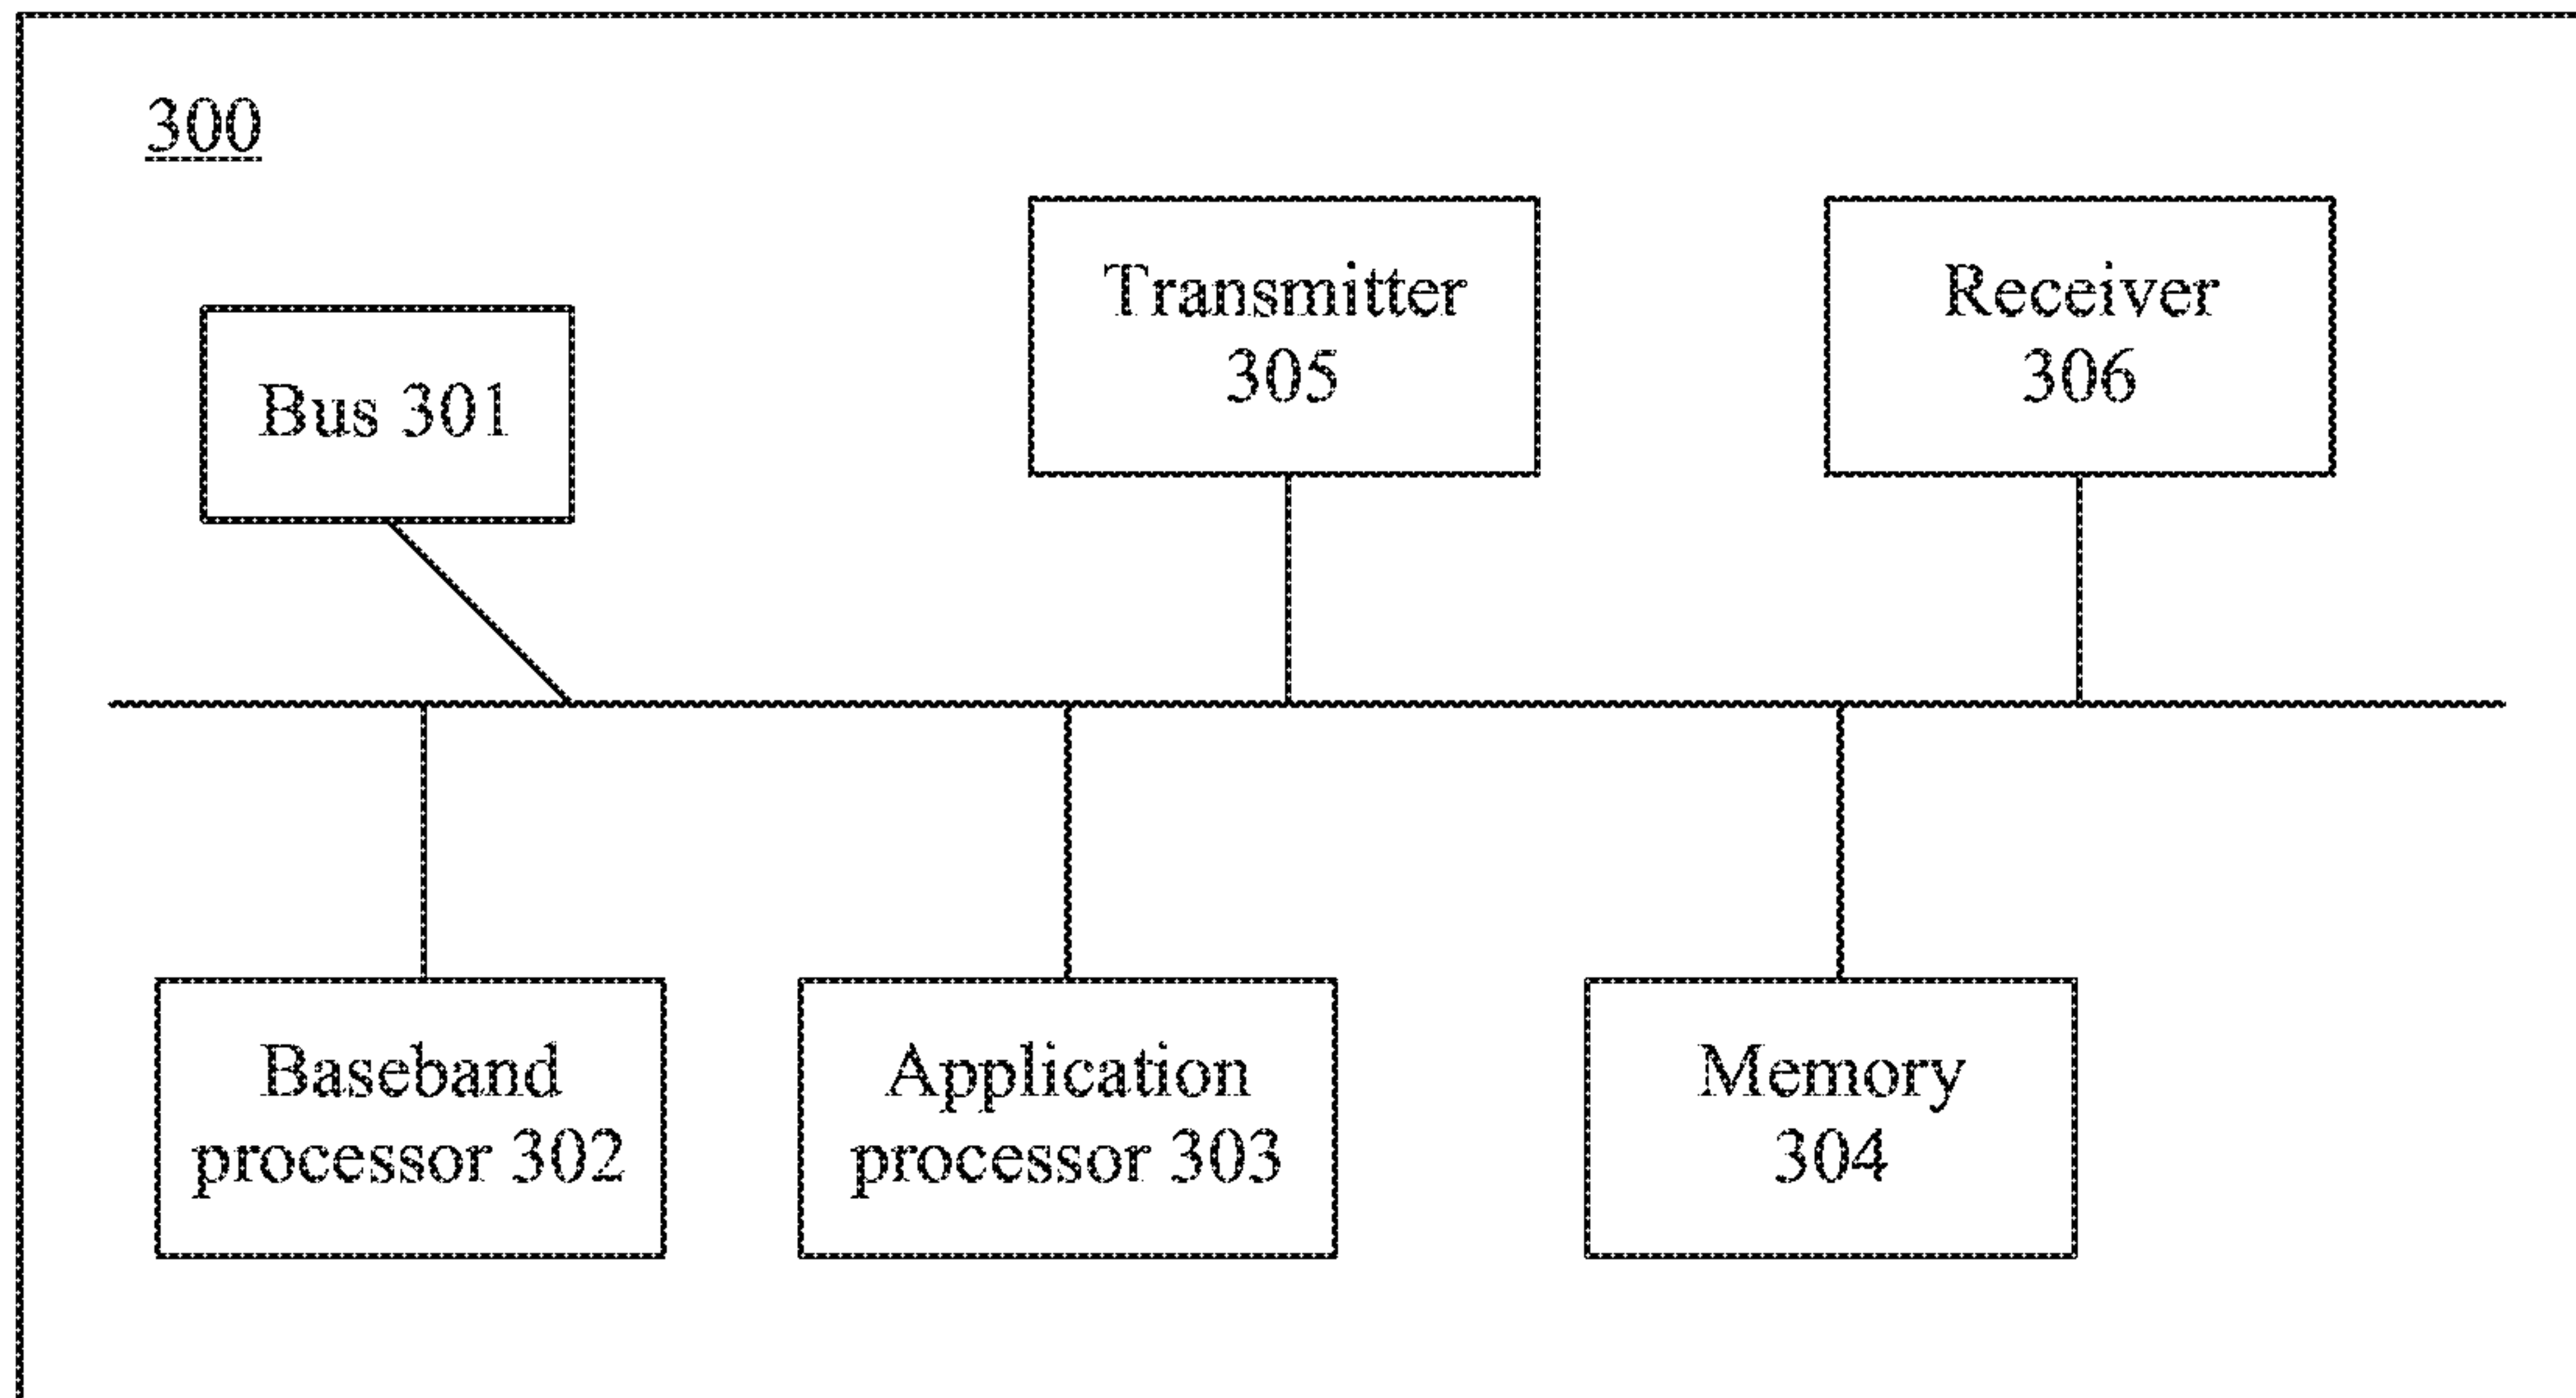 300
Transmitter
305
Receiver
306
Bus 301
Baseband
processor 302
Application
processor 303
Memory
304